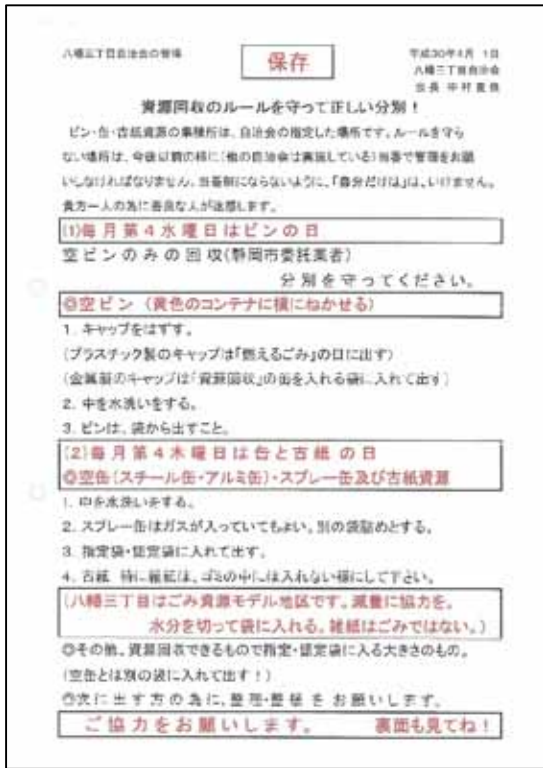 八幡三丁目自治会の皆様
保存
平成30年4月 1日
八幡三丁目自治会
会長 中村
資源回収のルールを守って正しい分別！
ビン・缶・古紙資源の集積所は、自治会の指定した場所です。ルールを守ら
ない場所は、今後以前の様に(他の自治会は実施している)当番で管理をお願
いしなければなりません。当番制にならないように、「自分だけは」は、いけません。
貴方一人の為に善良な人が迷惑します。
(1)毎月第4水曜日はビンの日
空ビンのみの回収(静岡市委託業者)
分別を守ってください。
◎空ビン (黄色のコンテナに横にねかせる)
1. キャップをはずす。
(プラスチック製のキャップは「燃えるごみ」の日に出す)
(金属製のキャップは「資源回収」の缶を入れる袋に入れて出す)
2. 中を水洗いをする。
3. ビンは、袋から出すこと。
(2)毎月第4木曜日は缶と古紙 の日
◎空缶(スチール缶・アルミ缶)・スプレー缶及び古紙資源
1. 中を水洗いをする。
2. スプレー缶はガスが入っていてもよい。別の袋詰めとする。
3. 指定袋・認定袋に入れて出す。
4. 古紙 特に雑紙は、ゴミの中には入れない様にして下さい。
(八幡三丁目はごみ資源モデル地区です。減量に協力を。
水分を切って袋に入れる。雑紙はごみではない。)
◎その他、資源回収できるもので指定・認定袋に入る大きさのもの。
(空缶とは別の袋に入れて出す！)
◎次に出す方の為に、整理・整頓 を お願いします。
ご協力をお願いします。 裏面も見てね！